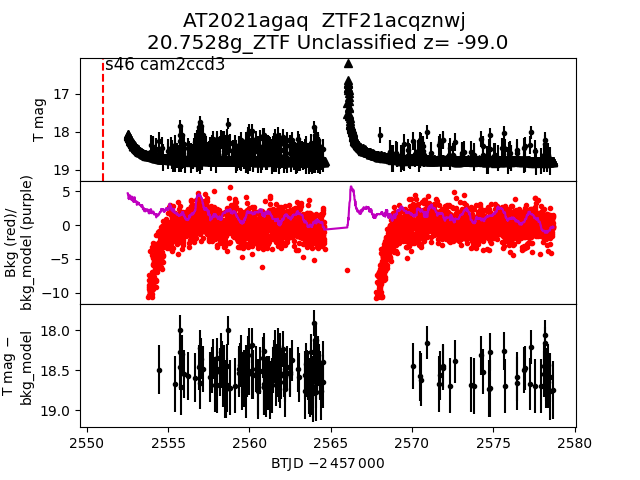 AT2021agaq  ZTF21acqznwj
20.7528g_ZTF Unclassified z= -99.0
s46 cam2ccd3
T mag
17
18
19
Bkg (red)/
bkg_model (purple)
5
0
−5
−10
T mag −
bkg_model
18.0
18.5
19.0
2550
2555
2560
2565
2570
2575
2580
BTJD −2 457 000